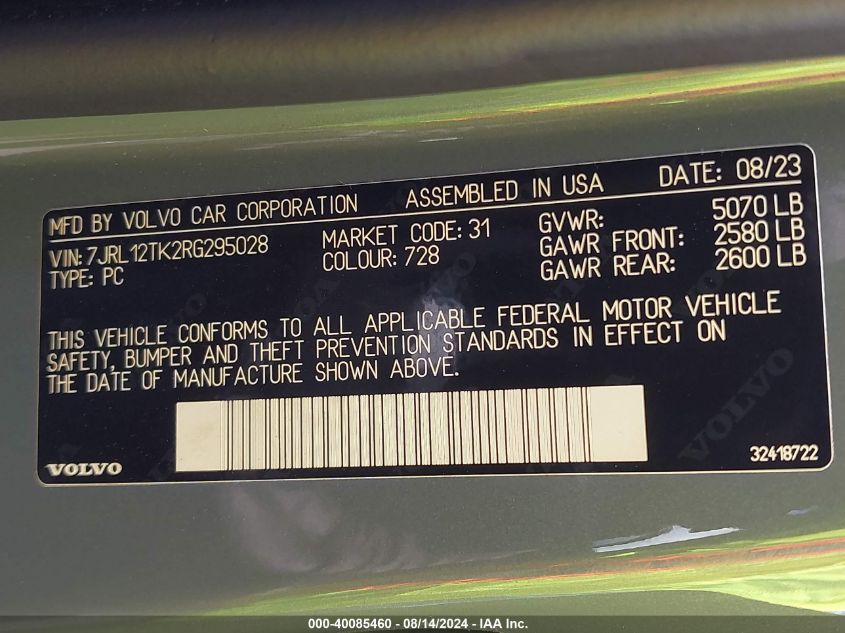 MFD BY VOLVO CAR CORPORATION ASSEMBLED IN USA DATE: 08/23
VIN: 7JRL12TK2RG295028 MARKET CODE: 31 GVWR: 5070 LB
TYPE: PC COLOUR: 728 GAWR FRONT: 2580 LB
GAWR REAR: 2600 LB
THIS VEHICLE CONFORMS TO ALL APPLICABLE FEDERAL MOTOR VEHICLE
SAFETY, BUMPER AND THEFT PREVENTION STANDARDS IN EFFECT ON
THE DATE OF MANUFACTURE SHOWN ABOVE.
VOLVO
VOLVO
32418722
000-40085460 - 08/14/2024 - IAA Inc.